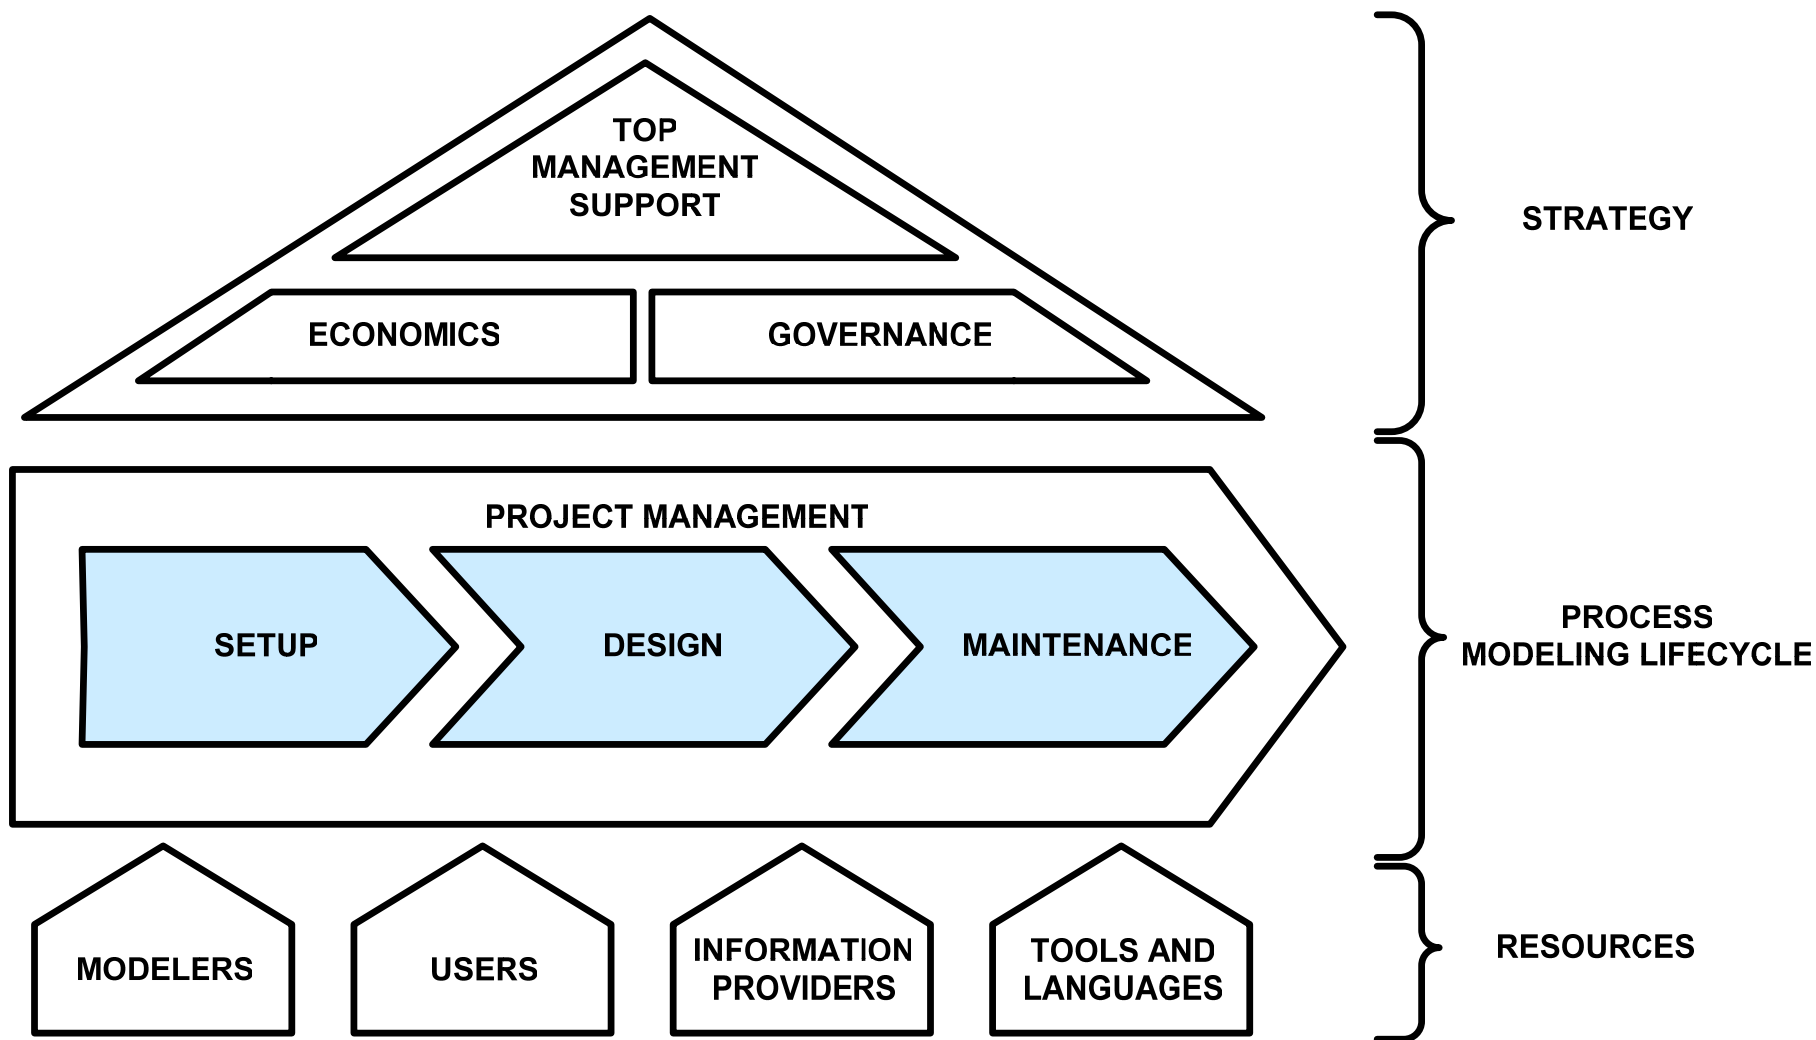 TOP
MANAGEMENT
SUPPORT
STRATEGY
ECONOMICS
GOVERNANCE
PROJECT MANAGEMENT
SETUP
DESIGN
MAINTENANCE
PROCESS
MODELING LIFECYCLE
MODELERS
USERS
INFORMATION
PROVIDERS
TOOLS AND
LANGUAGES
RESOURCES